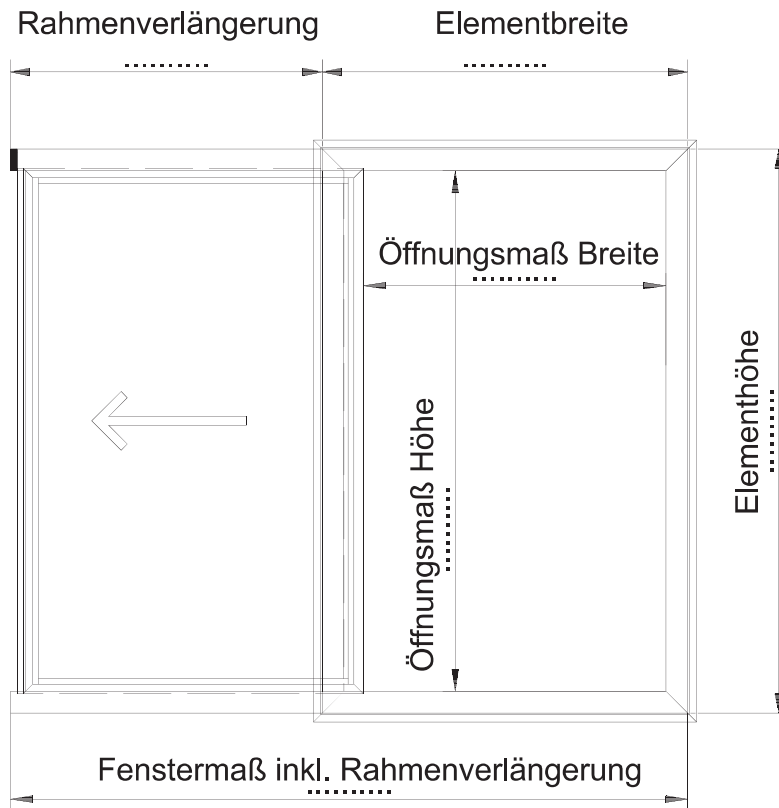 Rahmenverlängerung
Elementbreite
Öffnungsmaß Breite
Öffnungsmaß Höhe
Elementhöhe
Fenstermaß inkl. Rahmenverlängerung